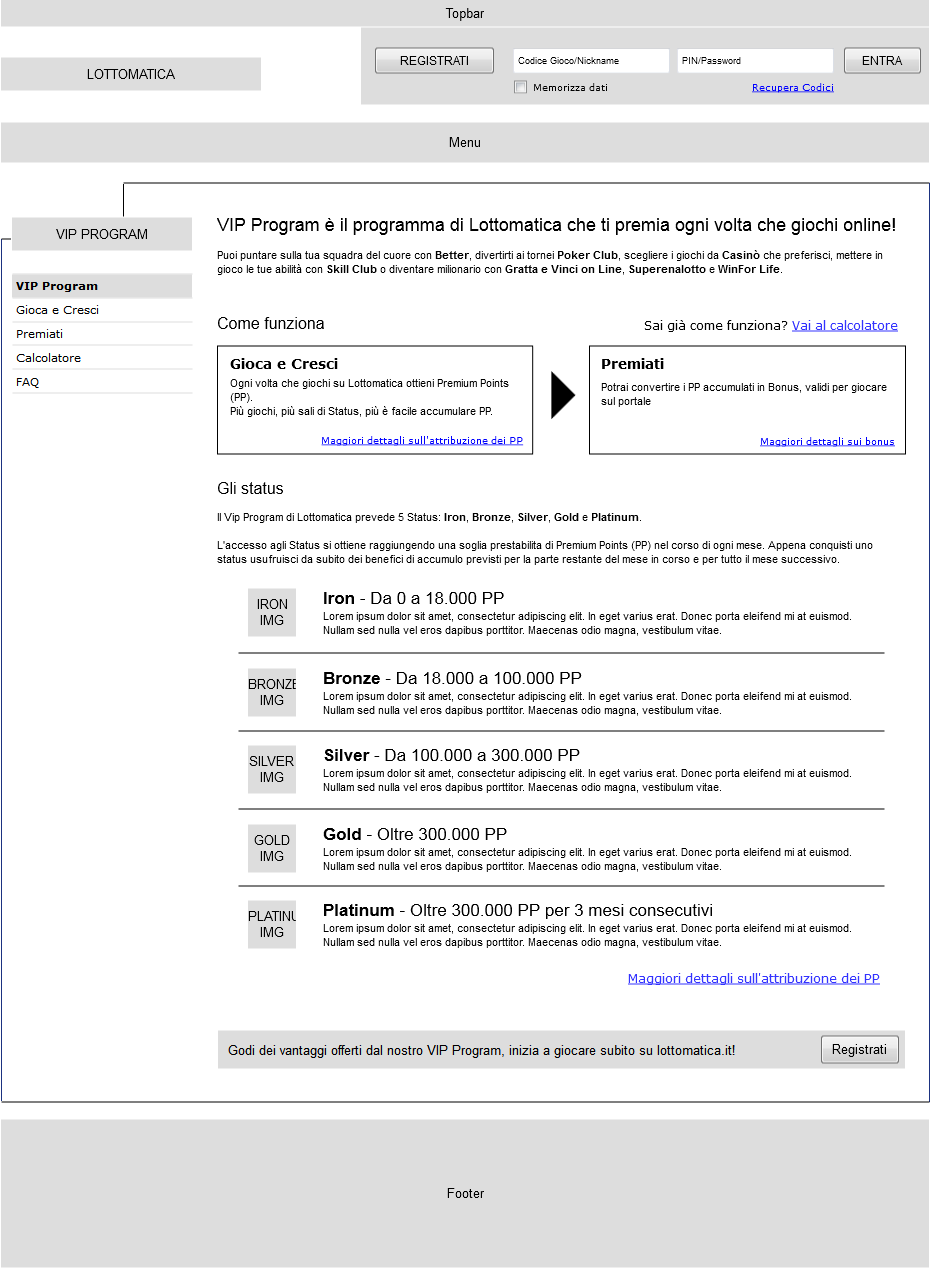 Topbar
LOTTOMATICA
REGISTRATI
Codice Gioco/Nickname
PIN/Password
ENTRA
Memorizza dati
Recupera Codici
Menu
VIP PROGRAM
VIP Program
Gioca e Cresci
Premiati
Calcolatore
FAQ
VIP Program è il programma di Lottomatica che ti premia ogni volta che giochi online!
Puoi puntare sulla tua squadra del cuore con Better, divertirti ai tornei Poker Club, scegliere i giochi da Casinò che preferisci, mettere in
gioco le tue abilità con Skill Club o diventare milionario con Gratta e Vinci on Line, Superenalotto e WinFor Life.
Come funziona
Sai già come funziona? Vai al calcolatore
Gioca e Cresci
Ogni volta che giochi su Lottomatica ottieni Premium Points
(PP).
Più giochi, più sali di Status, più è facile accumulare PP.
Maggiori dettagli sull'attribuzione dei PP
Premiati
Potrai convertire i PP accumulati in Bonus, validi per giocare
sul portale
Maggiori dettagli sui bonus
Gli status
Il Vip Program di Lottomatica prevede 5 Status: Iron, Bronze, Silver, Gold e Platinum.
L'accesso agli Status si ottiene raggiungendo una soglia prestabilita di Premium Points (PP) nel corso di ogni mese. Appena conquisti uno
status usufruisci da subito dei benefici di accumulo previsti per la parte restante del mese in corso e per tutto il mese successivo.
IRON
IMG
Iron - Da 0 a 18.000 PP
Lorem ipsum dolor sit amet, consectetur adipiscing elit. In eget varius erat. Donec porta eleifend mi at euismod.
Nullam sed nulla vel eros dapibus porttitor. Maecenas odio magna, vestibulum vitae.
BRONZE
IMG
Bronze - Da 18.000 a 100.000 PP
Lorem ipsum dolor sit amet, consectetur adipiscing elit. In eget varius erat. Donec porta eleifend mi at euismod.
Nullam sed nulla vel eros dapibus porttitor. Maecenas odio magna, vestibulum vitae.
SILVER
IMG
Silver - Da 100.000 a 300.000 PP
Lorem ipsum dolor sit amet, consectetur adipiscing elit. In eget varius erat. Donec porta eleifend mi at euismod.
Nullam sed nulla vel eros dapibus porttitor. Maecenas odio magna, vestibulum vitae.
GOLD
IMG
Gold - Oltre 300.000 PP
Lorem ipsum dolor sit amet, consectetur adipiscing elit. In eget varius erat. Donec porta eleifend mi at euismod.
Nullam sed nulla vel eros dapibus porttitor. Maecenas odio magna, vestibulum vitae.
PLATINU
IMG
Platinum - Oltre 300.000 PP per 3 mesi consecutivi
Lorem ipsum dolor sit amet, consectetur adipiscing elit. In eget varius erat. Donec porta eleifend mi at euismod.
Nullam sed nulla vel eros dapibus porttitor. Maecenas odio magna, vestibulum vitae.
Maggiori dettagli sull'attribuzione dei PP
Godi dei vantaggi offerti dal nostro VIP Program, inizia a giocare subito su lottomatica.it!
Registrati
Footer